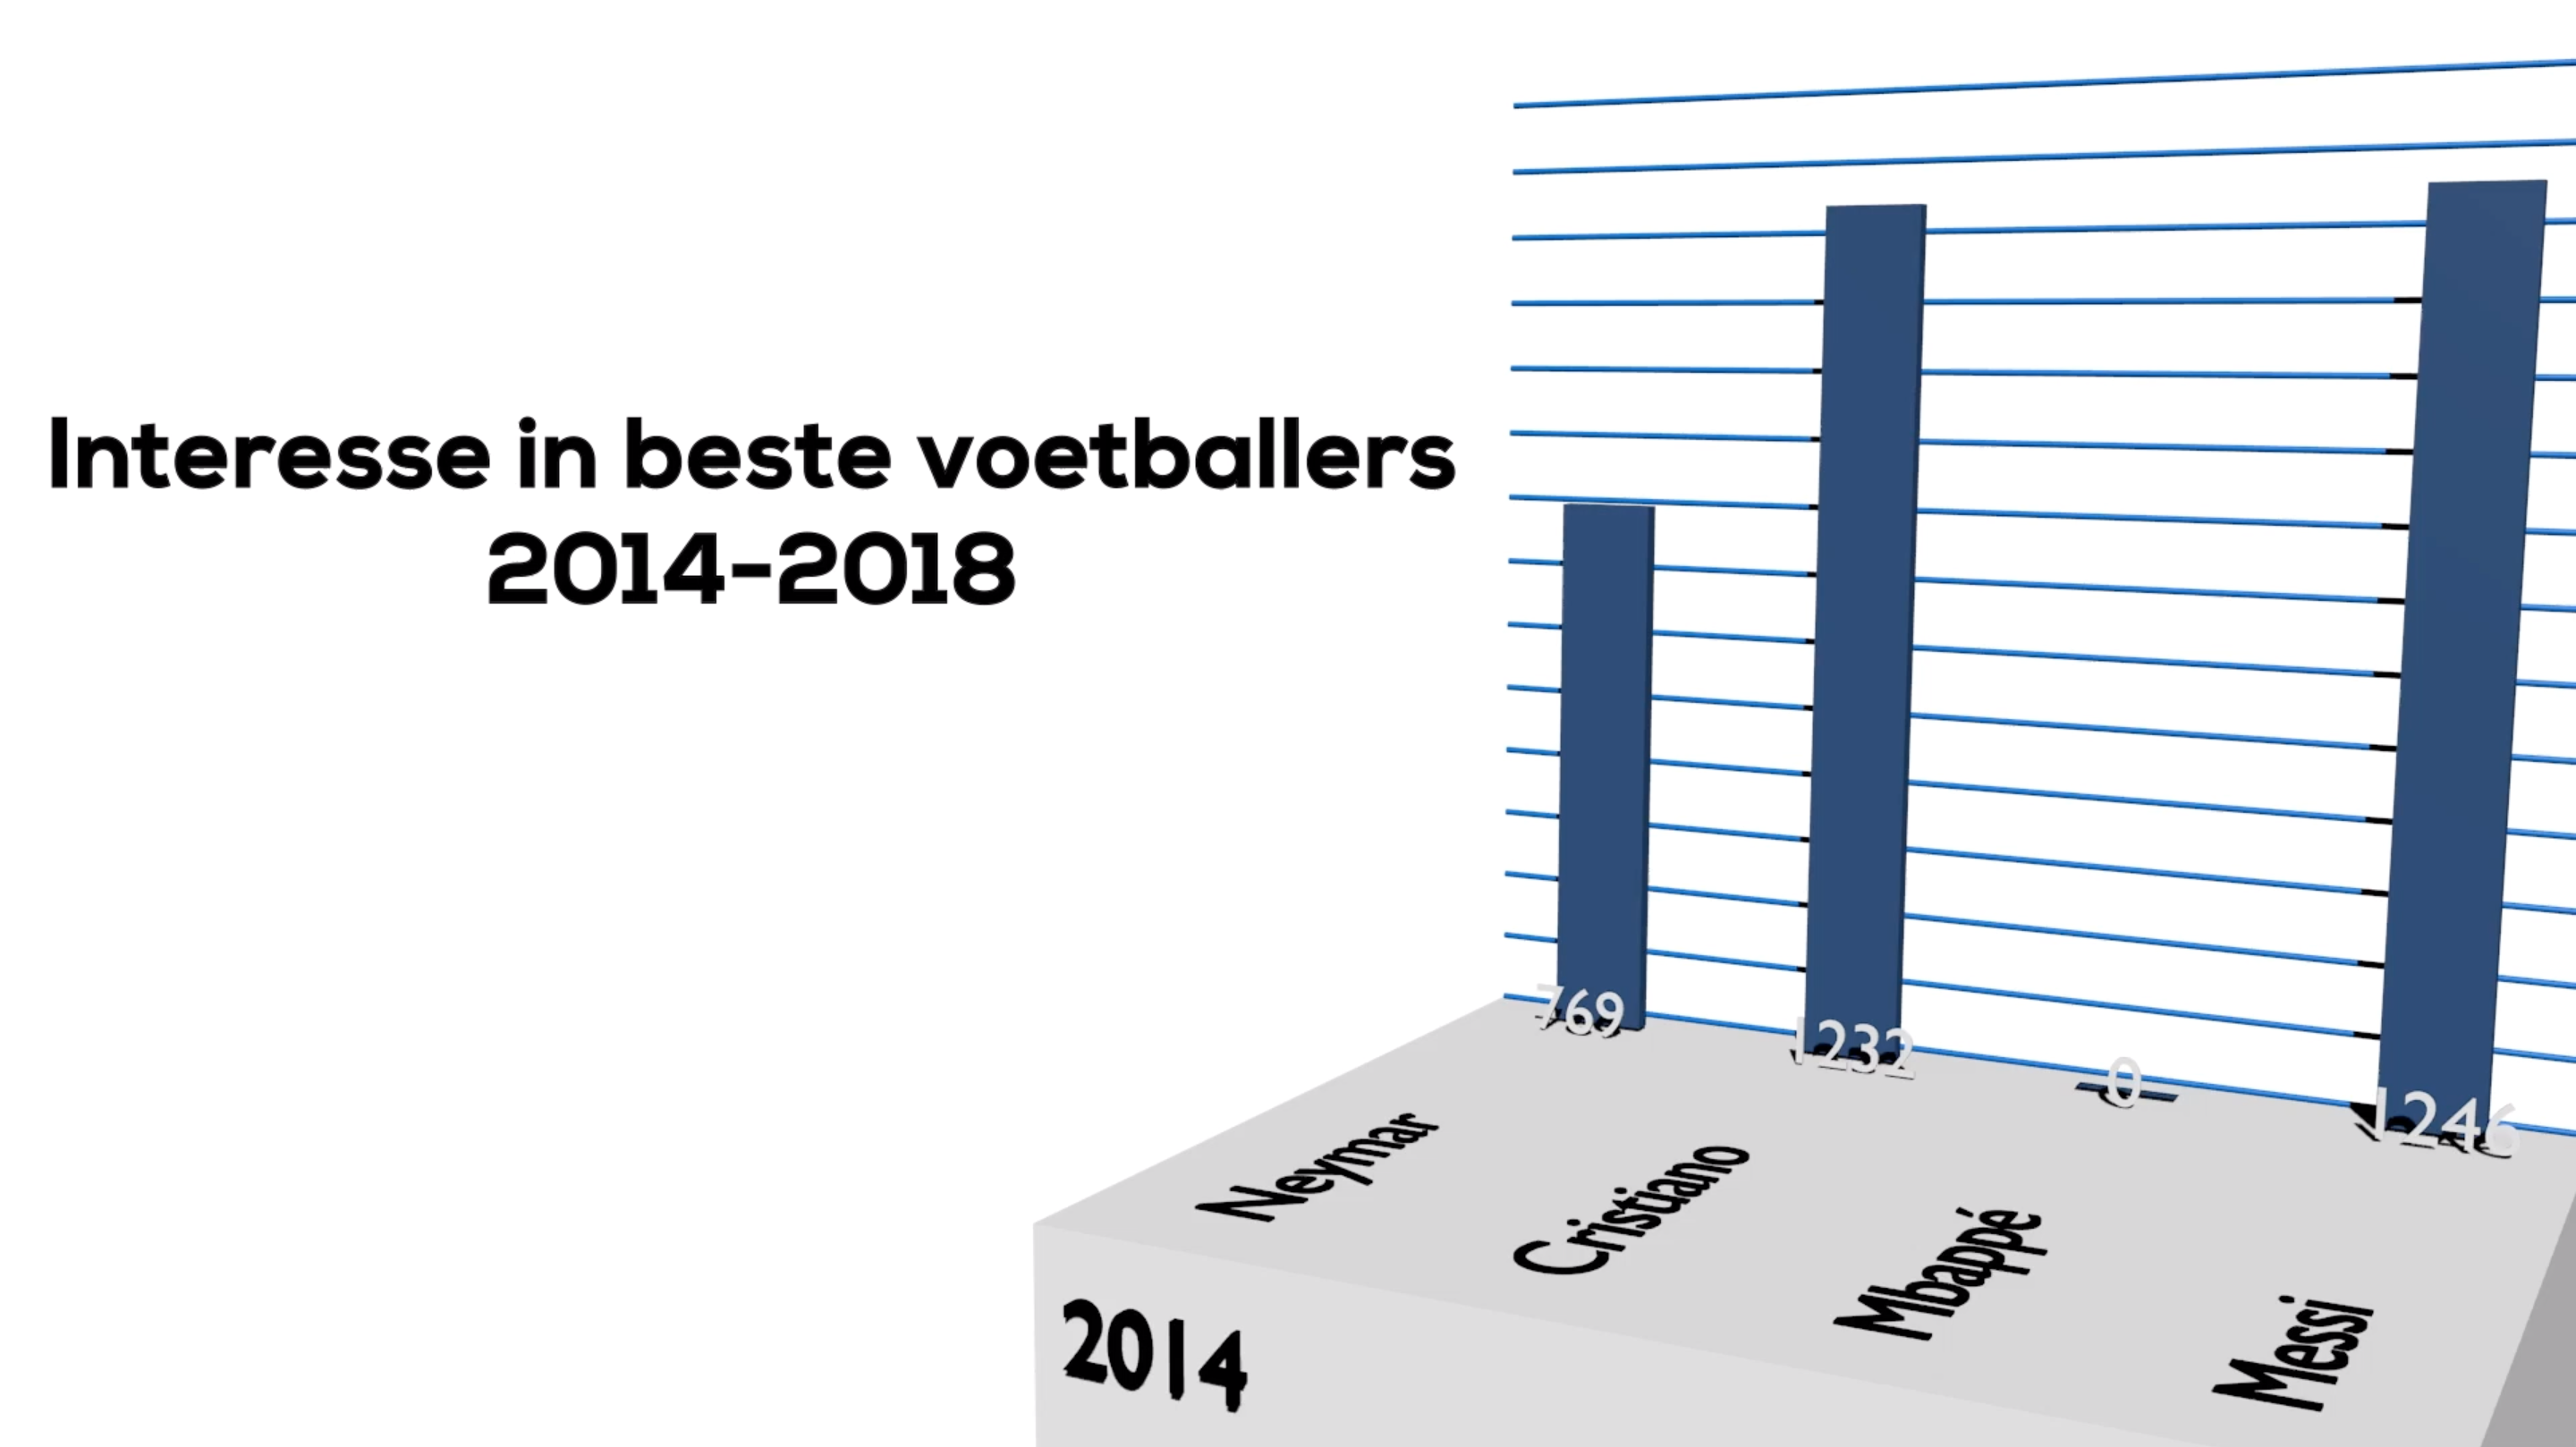 Interesse in beste voetballers
2014-2018
769
1232
0
1246
Neymar
Cristiano
Mbappé
Messi
2014